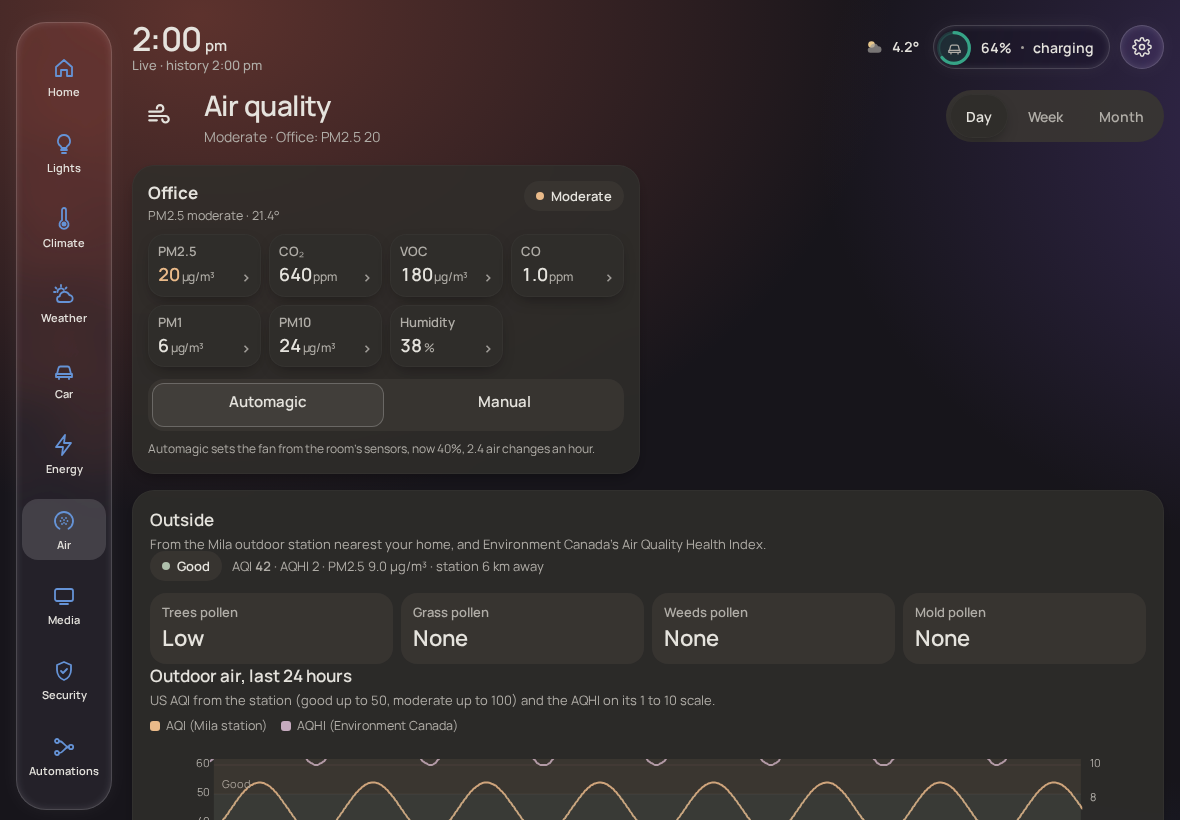 2:00 pm
Live · history 2:00 pm
4.2°
64% · charging
Home
Lights
Climate
Weather
Car
Energy
Air
Media
Security
Automations
Air quality
Moderate · Office: PM2.5 20
Day
Week
Month
Office
PM2.5 moderate · 21.4°
Moderate
PM2.5
20 µg/m³
CO₂
640 ppm
VOC
180 µg/m³
CO
1.0 ppm
PM1
6 µg/m³
PM10
24 µg/m³
Humidity
38 %
Automagic
Manual
Automagic sets the fan from the room's sensors, now 40%, 2.4 air changes an hour.
Outside
From the Mila outdoor station nearest your home, and Environment Canada's Air Quality Health Index.
Good
AQI 42 · AQHI 2 · PM2.5 9.0 µg/m³ · station 6 km away
Trees pollen
Low
Grass pollen
None
Weeds pollen
None
Mold pollen
None
Outdoor air, last 24 hours
US AQI from the station (good up to 50, moderate up to 100) and the AQHI on its 1 to 10 scale.
AQI (Mila station)
AQHI (Environment Canada)
60
10
Good
50
8